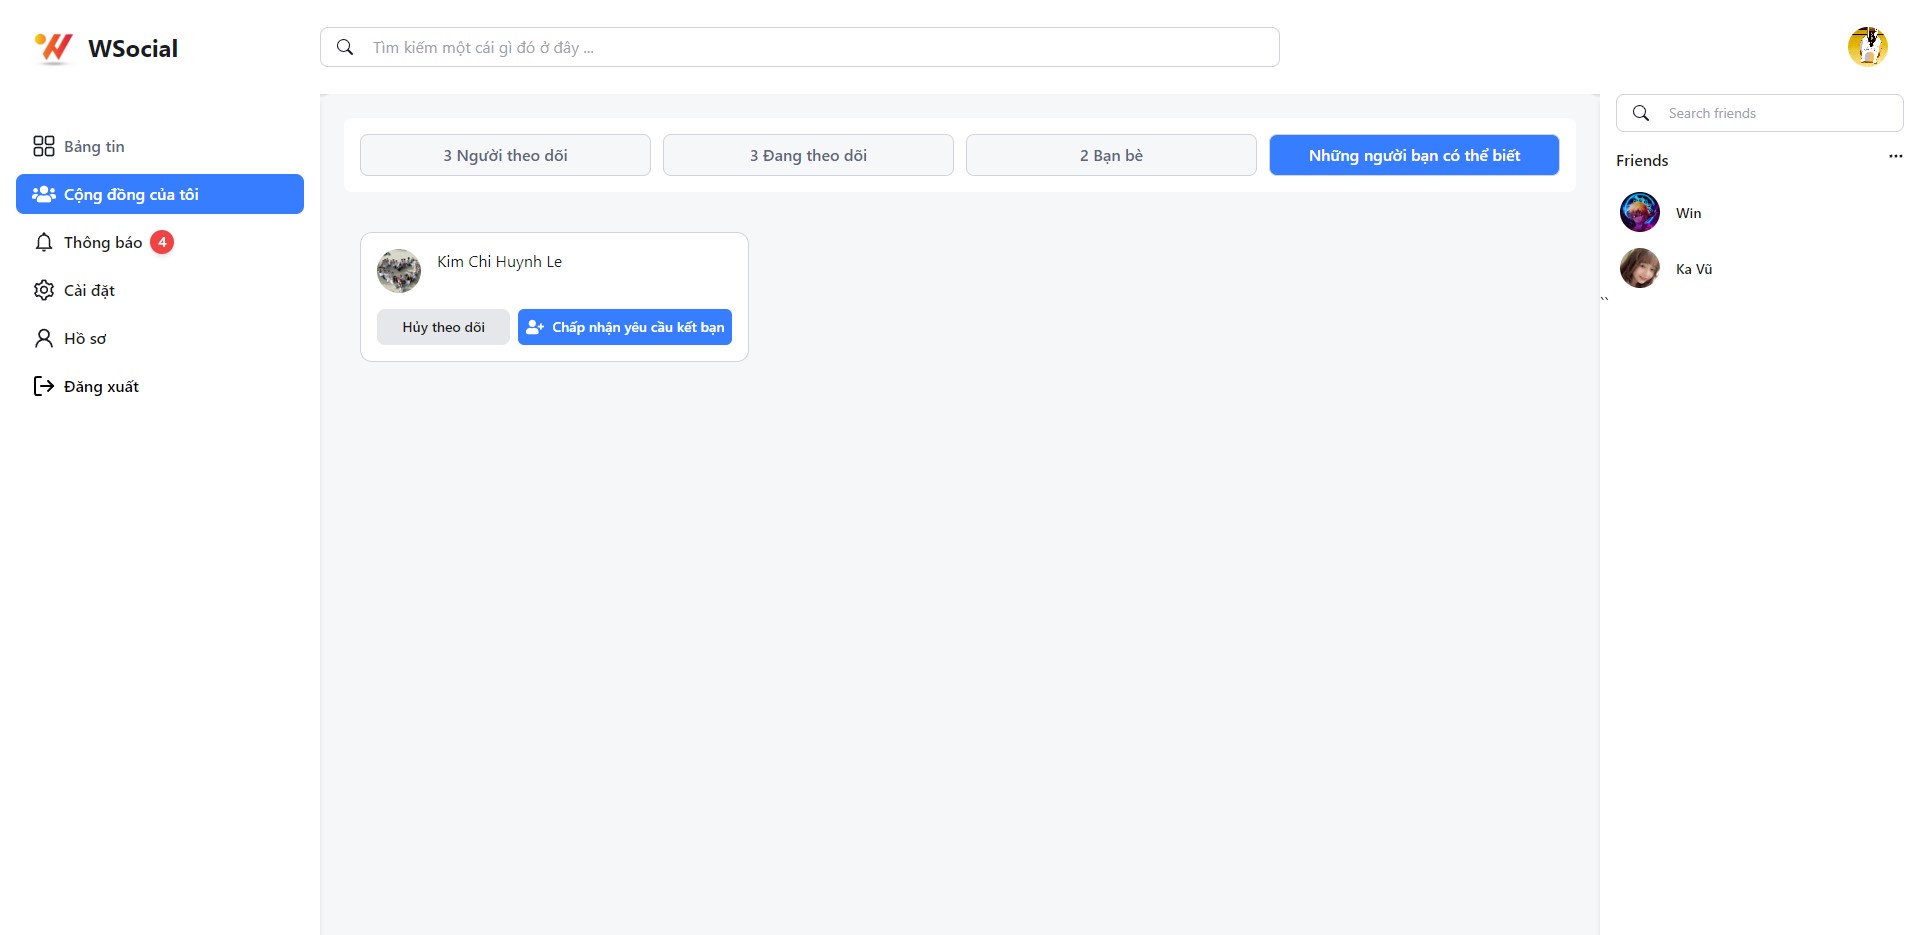 WSocial
Tìm kiếm một cái gì đó ở đây ...
Bảng tin
Cộng đồng của tôi
Thông báo 4
Cài đặt
Hồ sơ
Đăng xuất
3 Người theo dõi
3 Đang theo dõi
2 Bạn bè
Những người bạn có thể biết
Kim Chi Huynh Le
Hủy theo dõi
Chấp nhận yêu cầu kết bạn
Search friends
Friends
Win
Ka Vũ
``